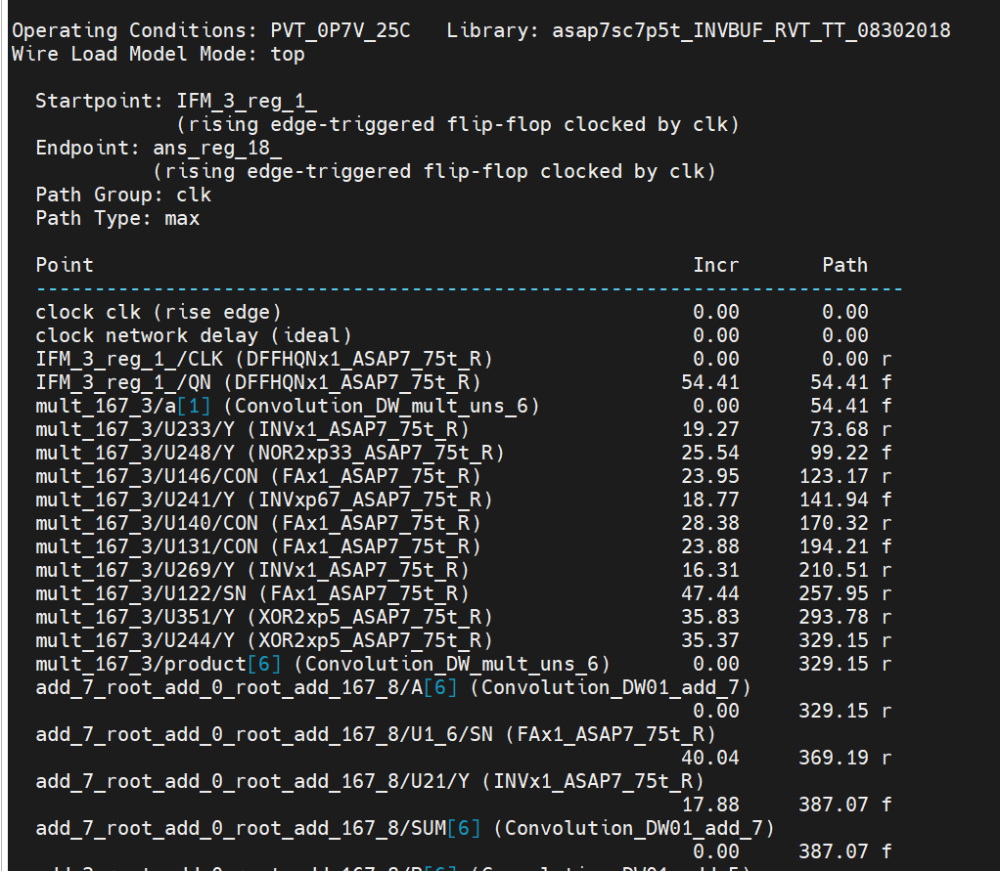 Operating Conditions: PVT_0P7V_25C   Library: asap7sc7p5t_INVBUF_RVT_TT_08302018
Wire Load Model Mode: top
Startpoint: IFM_3_reg_1_
(rising edge-triggered flip-flop clocked by clk)
Endpoint: ans_reg_18_
(rising edge-triggered flip-flop clocked by clk)
Path Group: clk
Path Type: max
Point Incr Path
-------------------------------------------------------------------------
clock clk (rise edge) 0.00 0.00
clock network delay (ideal) 0.00 0.00
IFM_3_reg_1_/CLK (DFFHQNx1_ASAP7_75t_R) 0.00 0.00 r
IFM_3_reg_1_/QN (DFFHQNx1_ASAP7_75t_R) 54.41 54.41 f
mult_167_3/a[1] (Convolution_DW_mult_uns_6) 0.00 54.41 f
mult_167_3/U233/Y (INVx1_ASAP7_75t_R) 19.27 73.68 r
mult_167_3/U248/Y (NOR2xp33_ASAP7_75t_R) 25.54 99.22 f
mult_167_3/U146/CON (FAx1_ASAP7_75t_R) 23.95 123.17 r
mult_167_3/U241/Y (INVxp67_ASAP7_75t_R) 18.77 141.94 f
mult_167_3/U140/CON (FAx1_ASAP7_75t_R) 28.38 170.32 r
mult_167_3/U131/CON (FAx1_ASAP7_75t_R) 23.88 194.21 f
mult_167_3/U269/Y (INVx1_ASAP7_75t_R) 16.31 210.51 r
mult_167_3/U122/SN (FAx1_ASAP7_75t_R) 47.44 257.95 r
mult_167_3/U351/Y (XOR2xp5_ASAP7_75t_R) 35.83 293.78 r
mult_167_3/U244/Y (XOR2xp5_ASAP7_75t_R) 35.37 329.15 r
mult_167_3/product[6] (Convolution_DW_mult_uns_6) 0.00 329.15 r
add_7_root_add_0_root_add_167_8/A[6] (Convolution_DW01_add_7)
0.00 329.15 r
add_7_root_add_0_root_add_167_8/U1_6/SN (FAx1_ASAP7_75t_R)
40.04 369.19 r
add_7_root_add_0_root_add_167_8/U21/Y (INVx1_ASAP7_75t_R)
17.88 387.07 f
add_7_root_add_0_root_add_167_8/SUM[6] (Convolution_DW01_add_7)
0.00 387.07 f